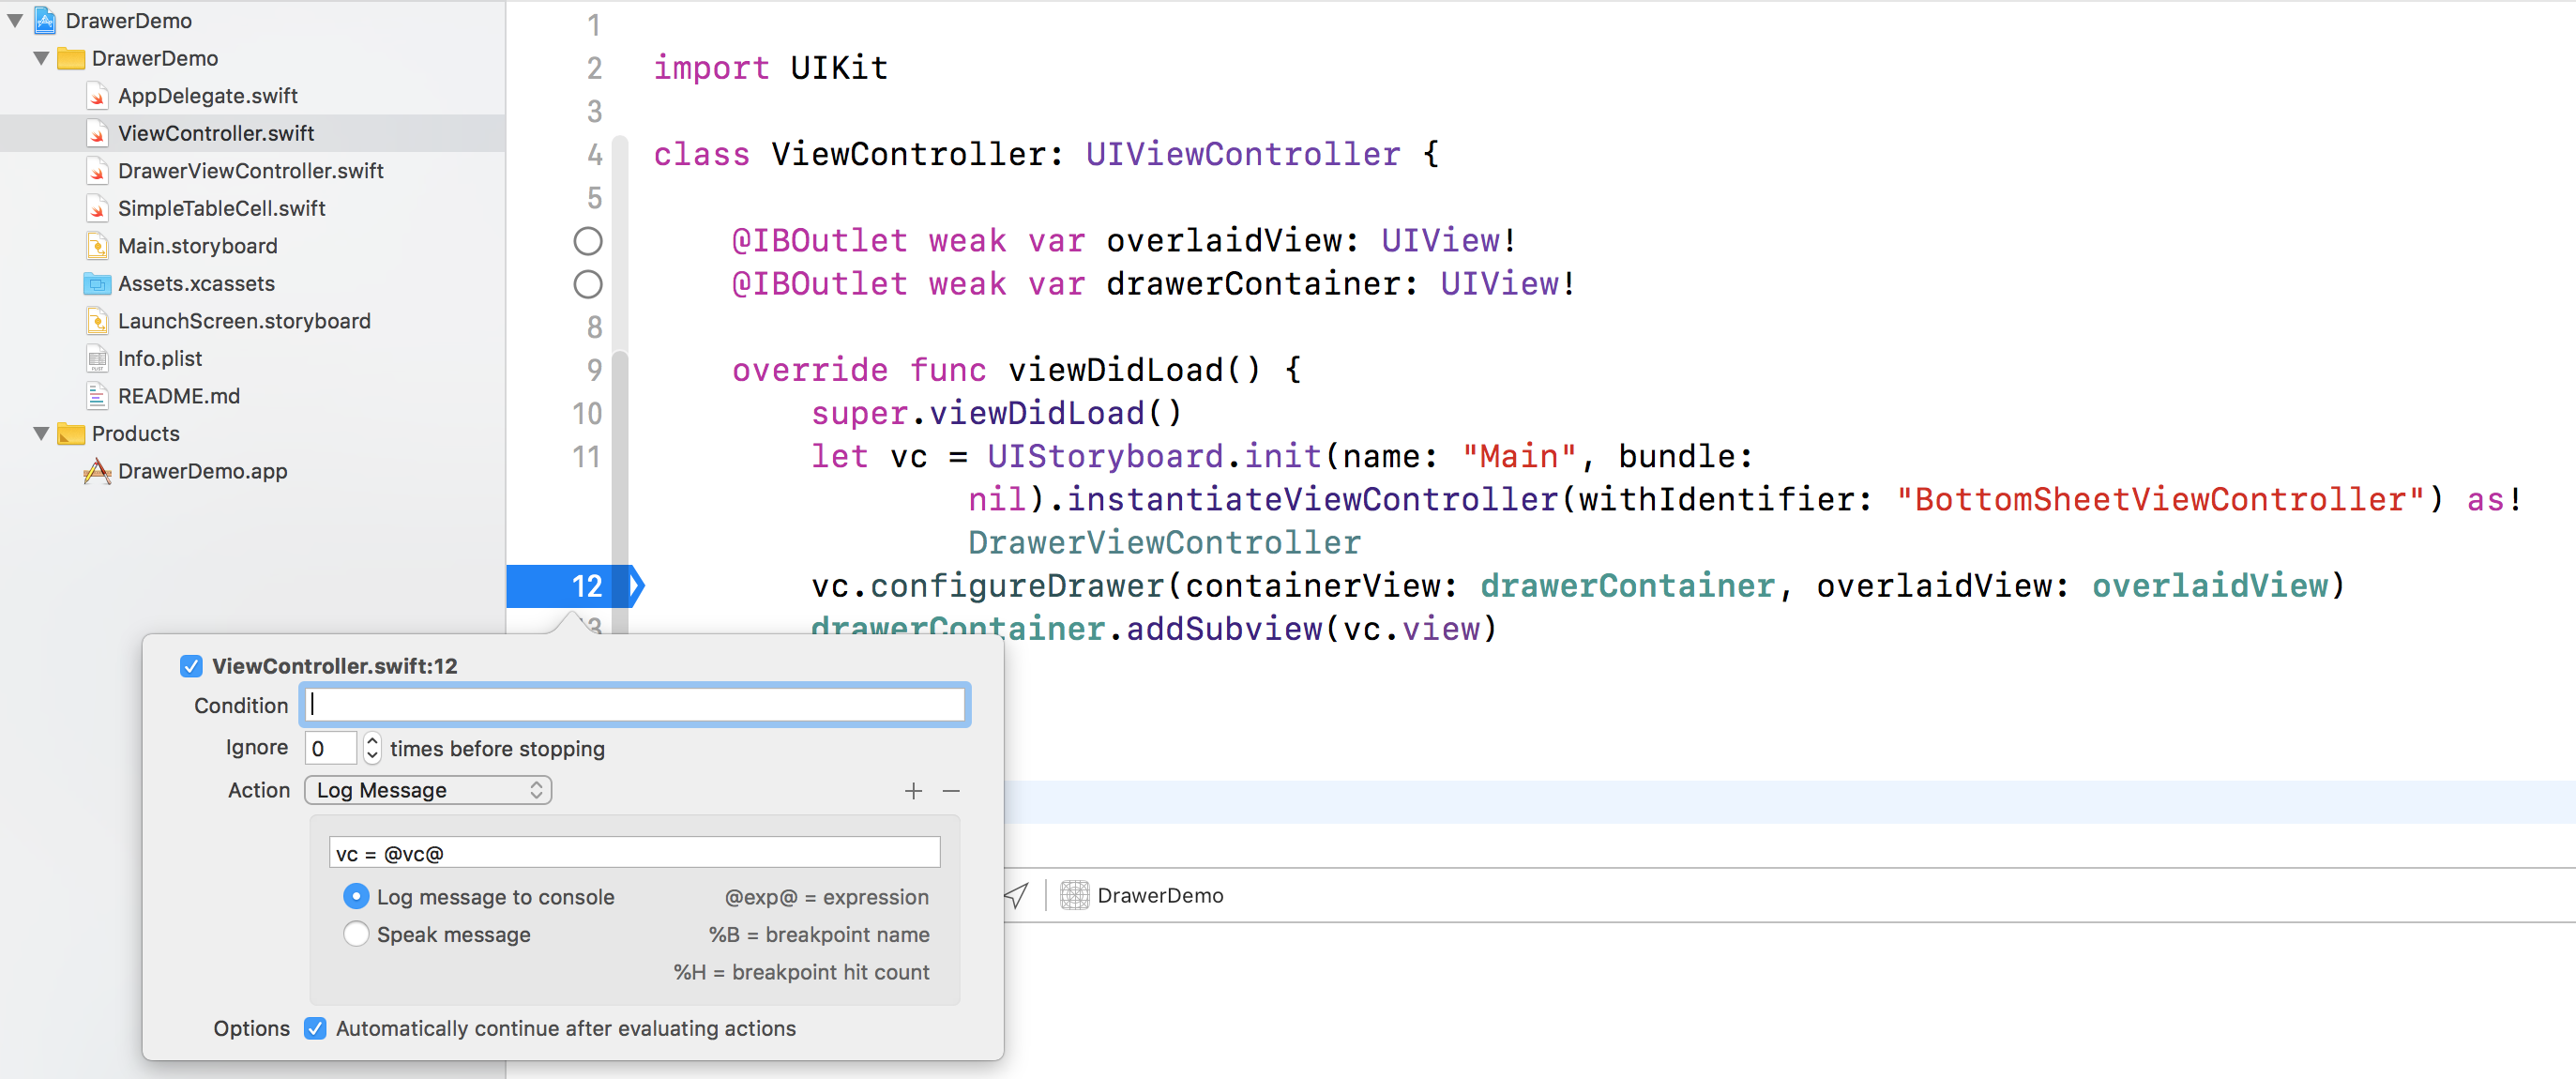 DrawerDemo
DrawerDemo
AppDelegate.swift
ViewController.swift
DrawerViewController.swift
SimpleTableCell.swift
Main.storyboard
Assets.xcassets
LaunchScreen.storyboard
Info.plist
README.md
Products
DrawerDemo.app
1
2 import UIKit
3
4 class ViewController: UIViewController {
5
@IBOutlet weak var overlaidView: UIView!
@IBOutlet weak var drawerContainer: UIView!
8
9 override func viewDidLoad() {
10 super.viewDidLoad()
11 let vc = UIStoryboard.init(name: "Main", bundle:
nil).instantiateViewController(withIdentifier: "BottomSheetViewController") as!
DrawerViewController
12 vc.configureDrawer(containerView: drawerContainer, overlaidView: overlaidView)
13 drawerContainer.addSubview(vc.view)
ViewController.swift:12
Condition
Ignore 0 times before stopping
Action Log Message + −
vc = @vc@
Log message to console @exp@ = expression
Speak message %B = breakpoint name
%H = breakpoint hit count
Options Automatically continue after evaluating actions
DrawerDemo